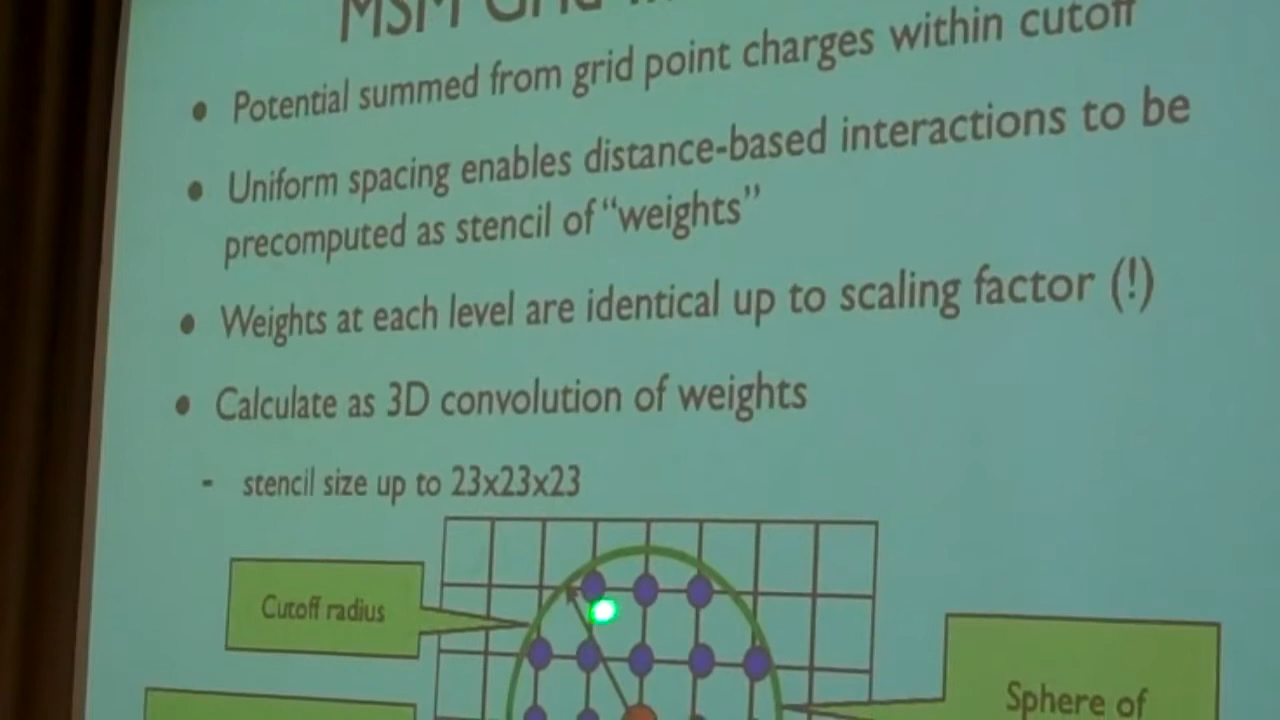 MSM Grid
Potential summed from grid point charges within cutoff
Uniform spacing enables distance-based interactions to be
precomputed as stencil of “weights”
Weights at each level are identical up to scaling factor (!)
Calculate as 3D convolution of weights
- stencil size up to 23x23x23
Cutoff radius
Sphere of